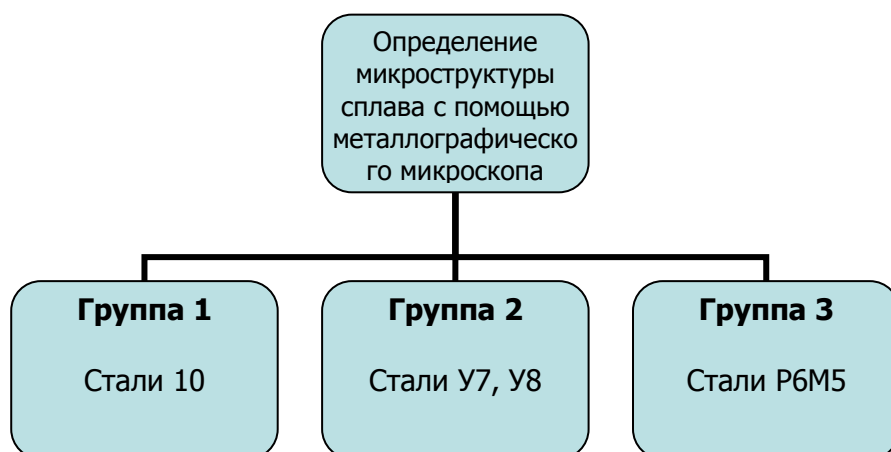 Определение
микроструктуры
сплава с помощью
металлографическо
го микроскопа
Группа 1
Стали 10
Группа 2
Стали У7, У8
Группа 3
Стали Р6М5